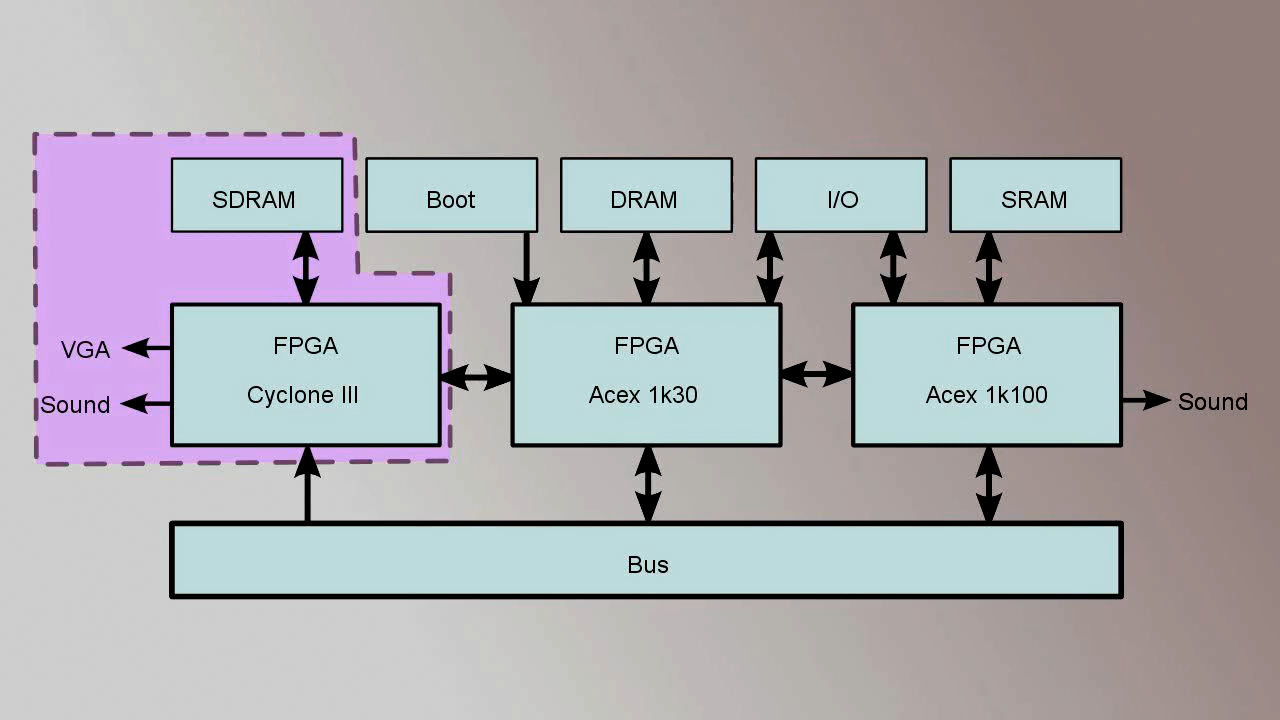 SDRAM
Boot
DRAM
I/O
SRAM
FPGA
Cyclone III
FPGA
Acex 1k30
FPGA
Acex 1k100
VGA
Sound
Sound
Bus